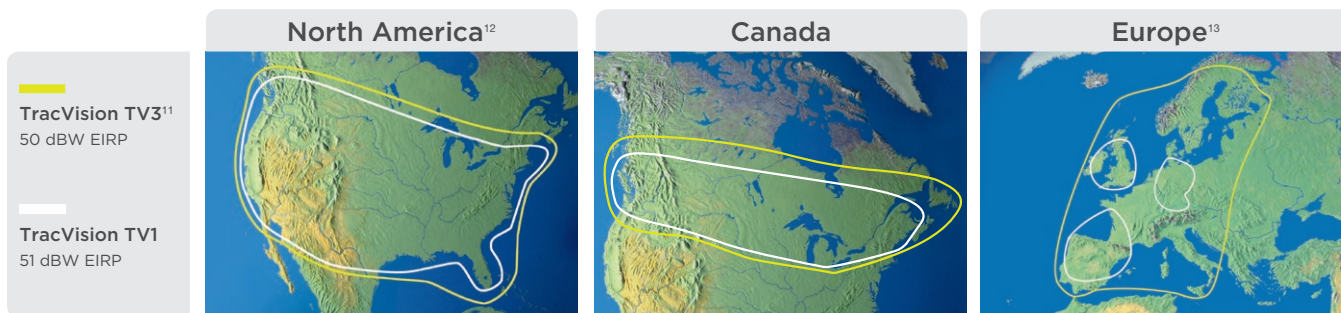 North America¹²
Canada
Europe¹³
TracVision TV3¹¹
50 dBW EIRP
TracVision TV1
51 dBW EIRP